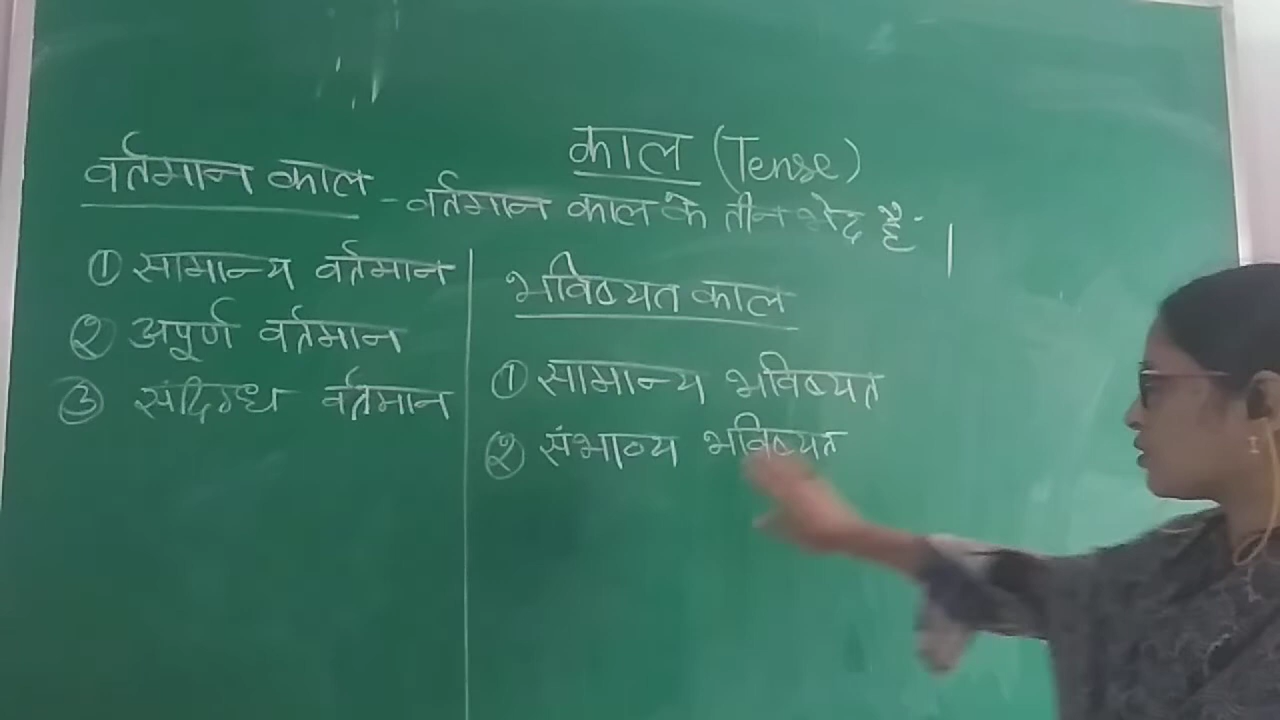 काल (Tense)
वर्तमान काल - वर्तमान काल के तीन भेद है-
① सामान्य वर्तमान
② अपूर्ण वर्तमान
③ संदिग्ध वर्तमान
भविष्यत काल
① सामान्य भविष्यत
② संभाव्य भविष्यत